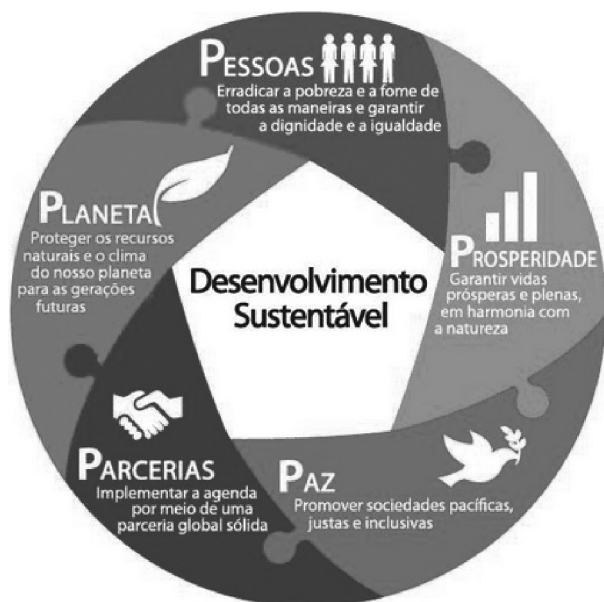 PESSOAS
Erradicar a pobreza e a fome de
todas as maneiras e garantir
a dignidade e a igualdade
PLANETA
Proteger os recursos
naturais e o clima
do nosso planeta
para as gerações
futuras
PROSPERIDADE
Garantir vidas
prósperas e plenas,
em harmonia com
a natureza
Desenvolvimento
Sustentável
PARCERIAS
Implementar a agenda
por meio de uma
parceria global sólida
PAZ
Promover sociedades pacíficas,
justas e inclusivas